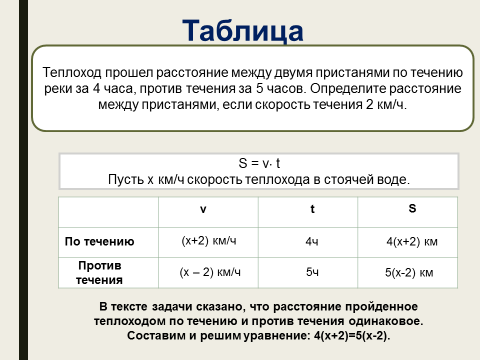 Таблица
Теплоход прошел расстояние между двумя пристанями по течению
реки за 4 часа, против течения за 5 часов. Определите расстояние
между пристанями, если скорость течения 2 км/ч.
S = v· t
Пусть х км/ч скорость теплохода в стоячей воде.
v t S
По течению (х+2) км/ч 4ч 4(х+2) км
Против течения (х – 2) км/ч 5ч 5(х-2) км
В тексте задачи сказано, что расстояние пройденное
теплоходом по течению и против течения одинаковое.
Составим и решим уравнение: 4(х+2)=5(х-2).